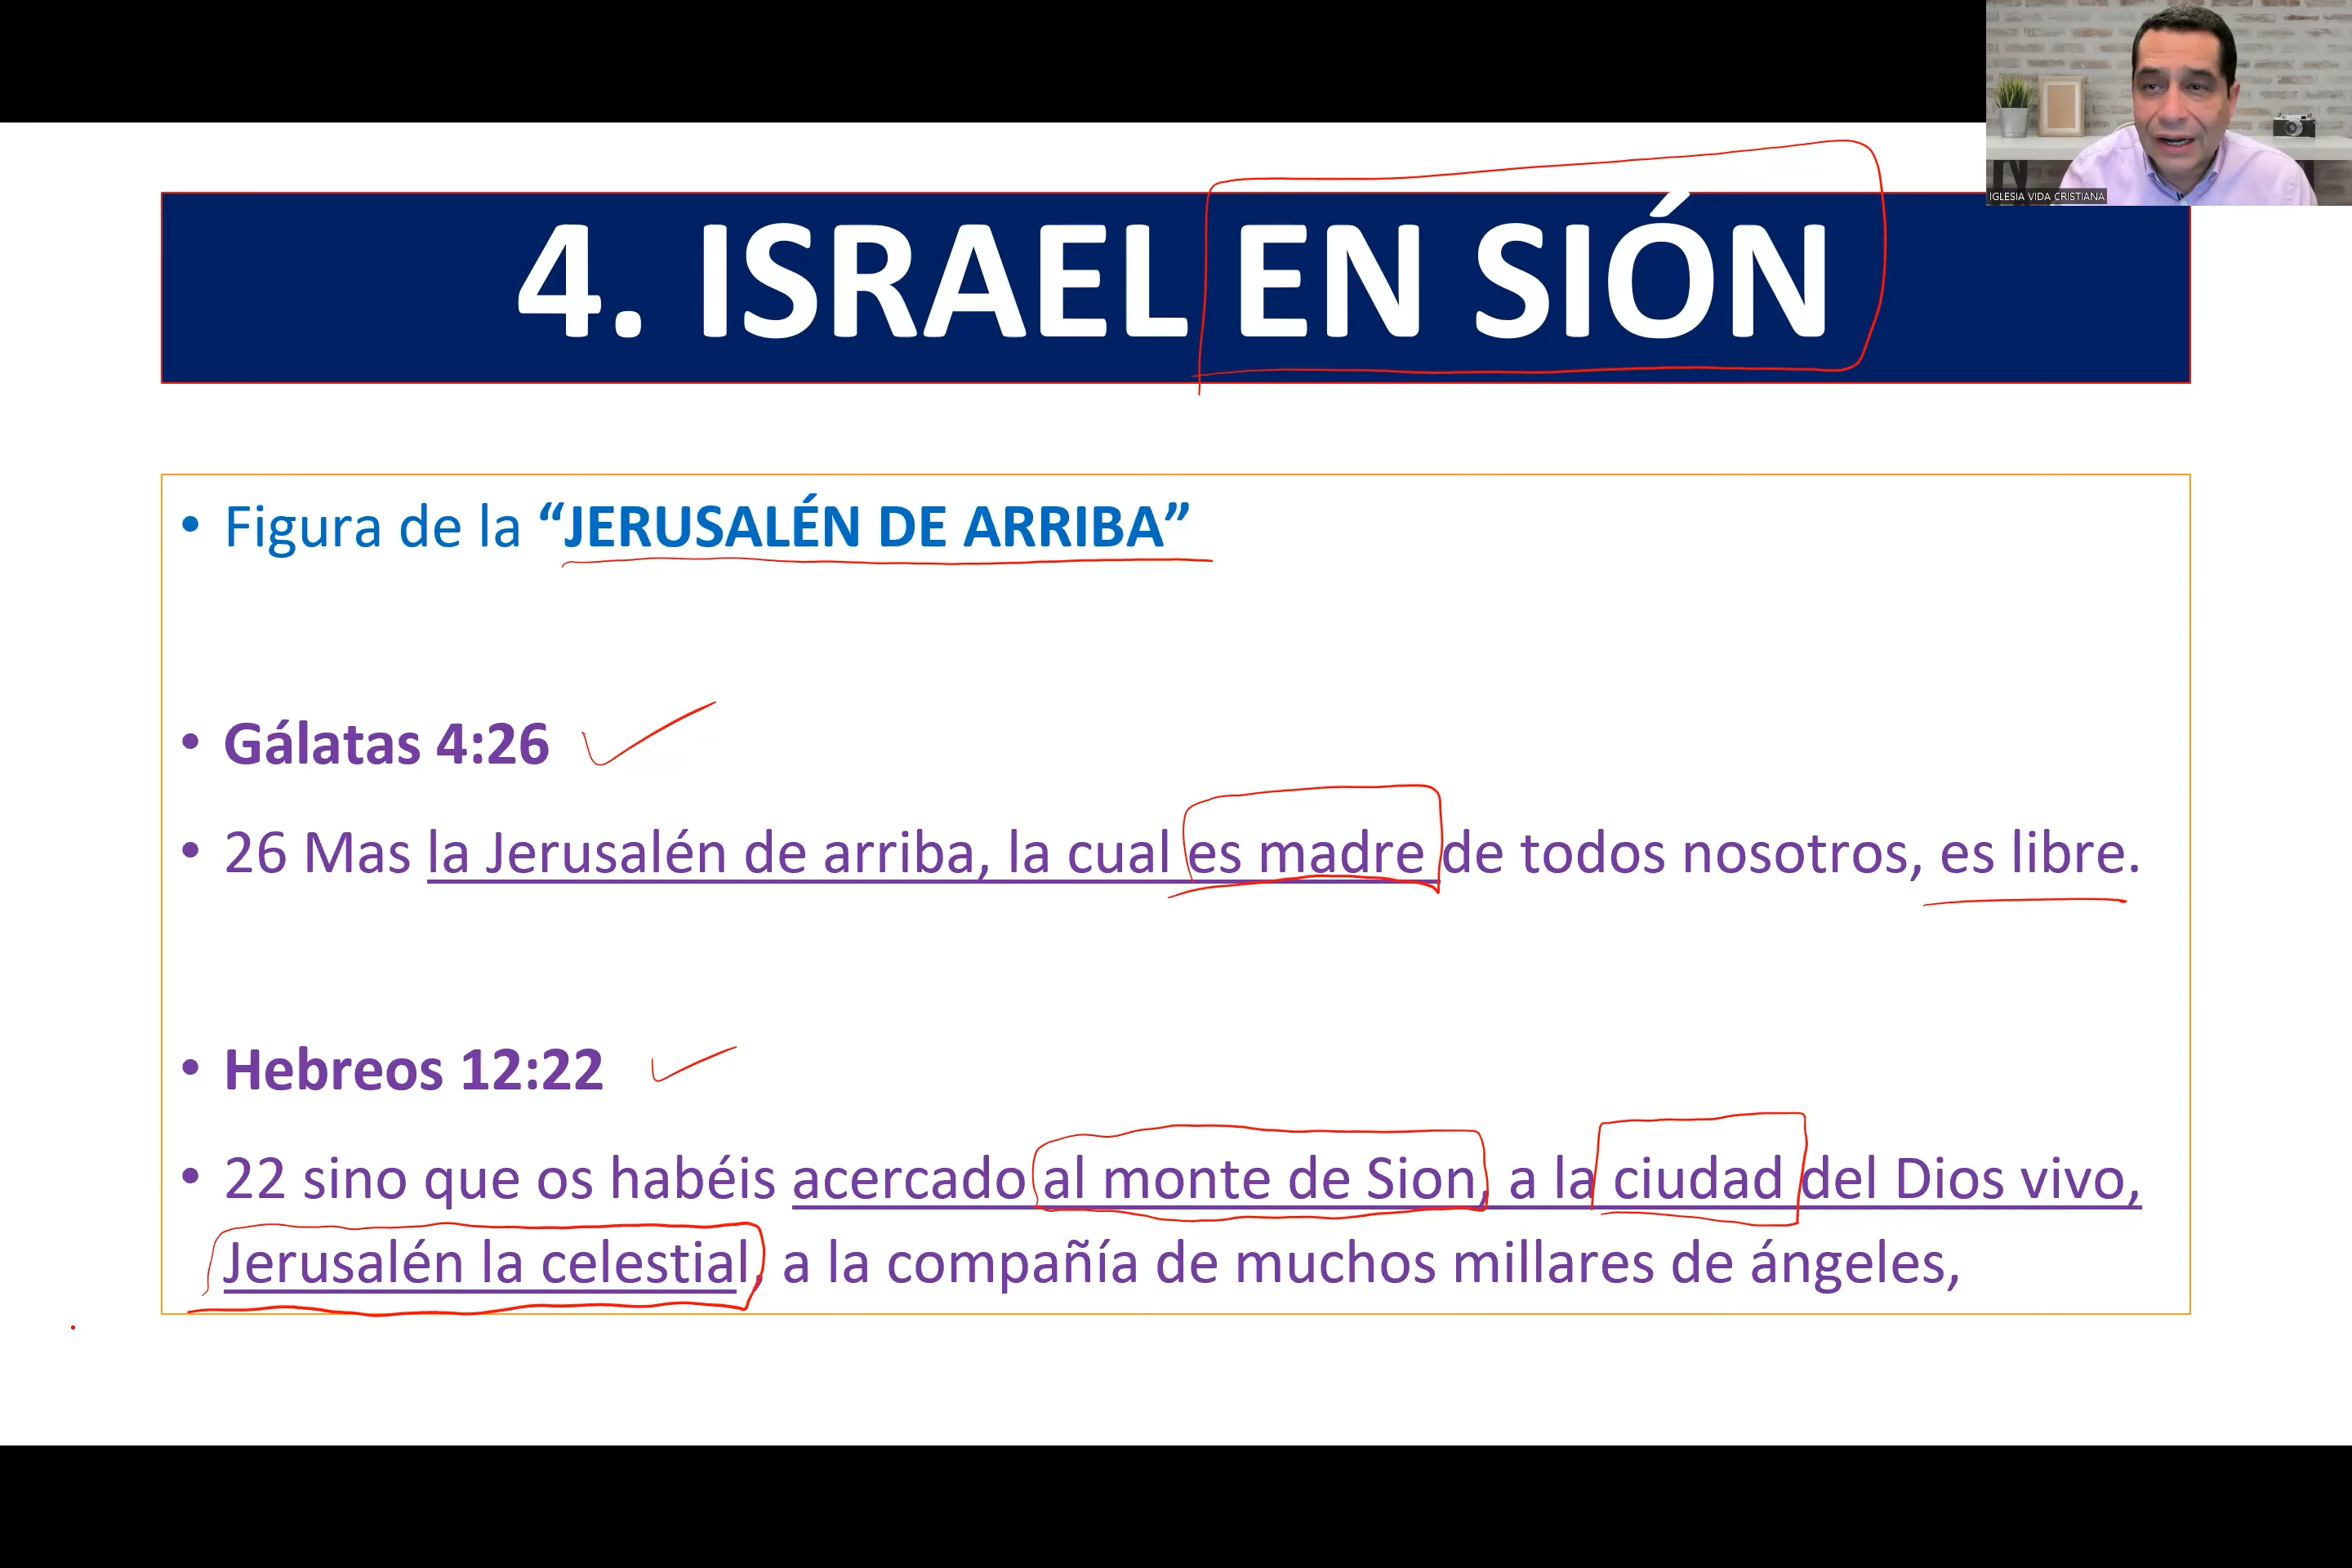 IGLESIA VIDA CRISTIANA
4. ISRAEL EN SIÓN
• Figura de la “JERUSALÉN DE ARRIBA”
• Gálatas 4:26
• 26 Mas la Jerusalén de arriba, la cual es madre de todos nosotros, es libre.
• Hebreos 12:22
• 22 sino que os habéis acercado al monte de Sion, a la ciudad del Dios vivo,
Jerusalén la celestial, a la compañía de muchos millares de ángeles,